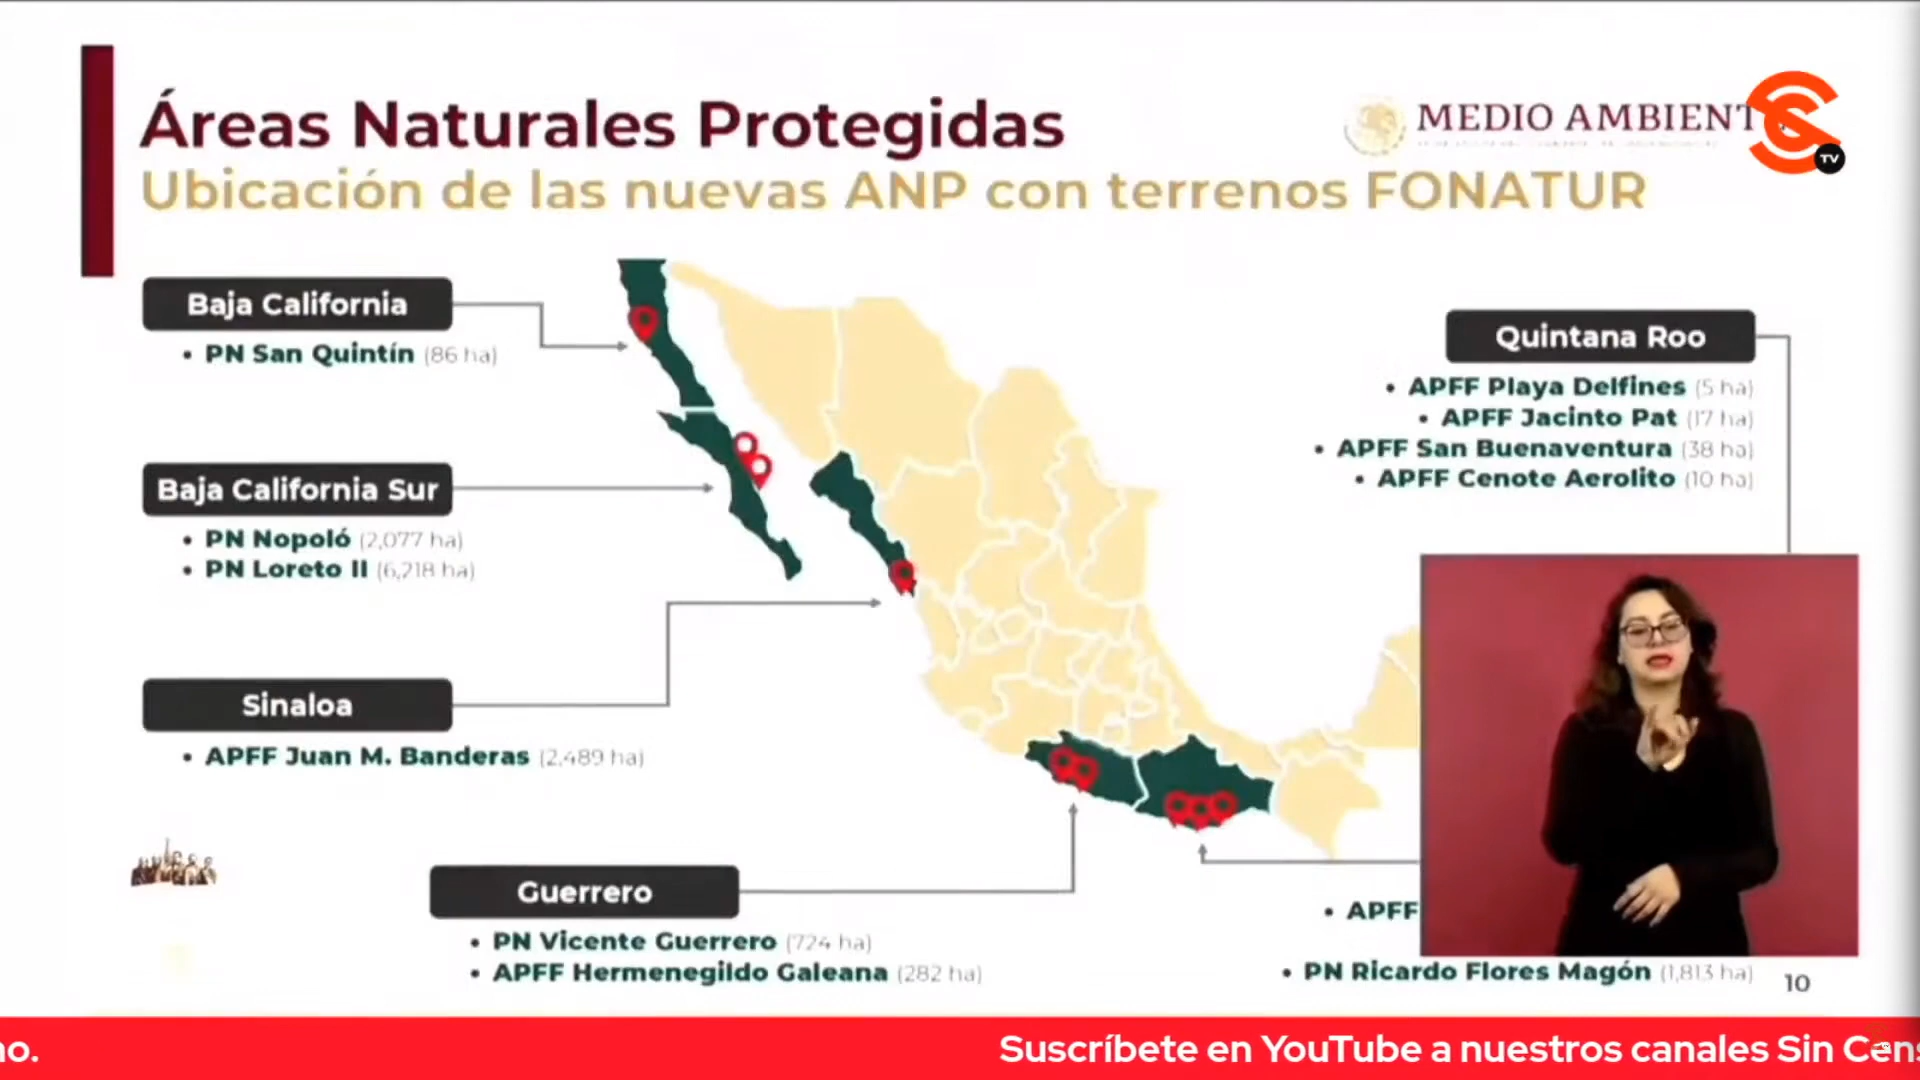 Áreas Naturales Protegidas
Ubicación de las nuevas ANP con terrenos FONATUR
MEDIO AMBIENT
TV
Baja California
• PN San Quintín (86 ha)
Baja California Sur
• PN Nopoló (2,077 ha)
• PN Loreto II (6,218 ha)
Sinaloa
• APFF Juan M. Banderas (2,489 ha)
Guerrero
• PN Vicente Guerrero (724 ha)
• APFF Hermenegildo Galeana (282 ha)
Quintana Roo
• APFF Playa Delfines (5 ha)
• APFF Jacinto Pat (17 ha)
• APFF San Buenaventura (38 ha)
• APFF Cenote Aerolito (10 ha)
• APFF
• PN Ricardo Flores Magón (1,813 ha)
10
no.
Suscríbete en YouTube a nuestros canales Sin Cens